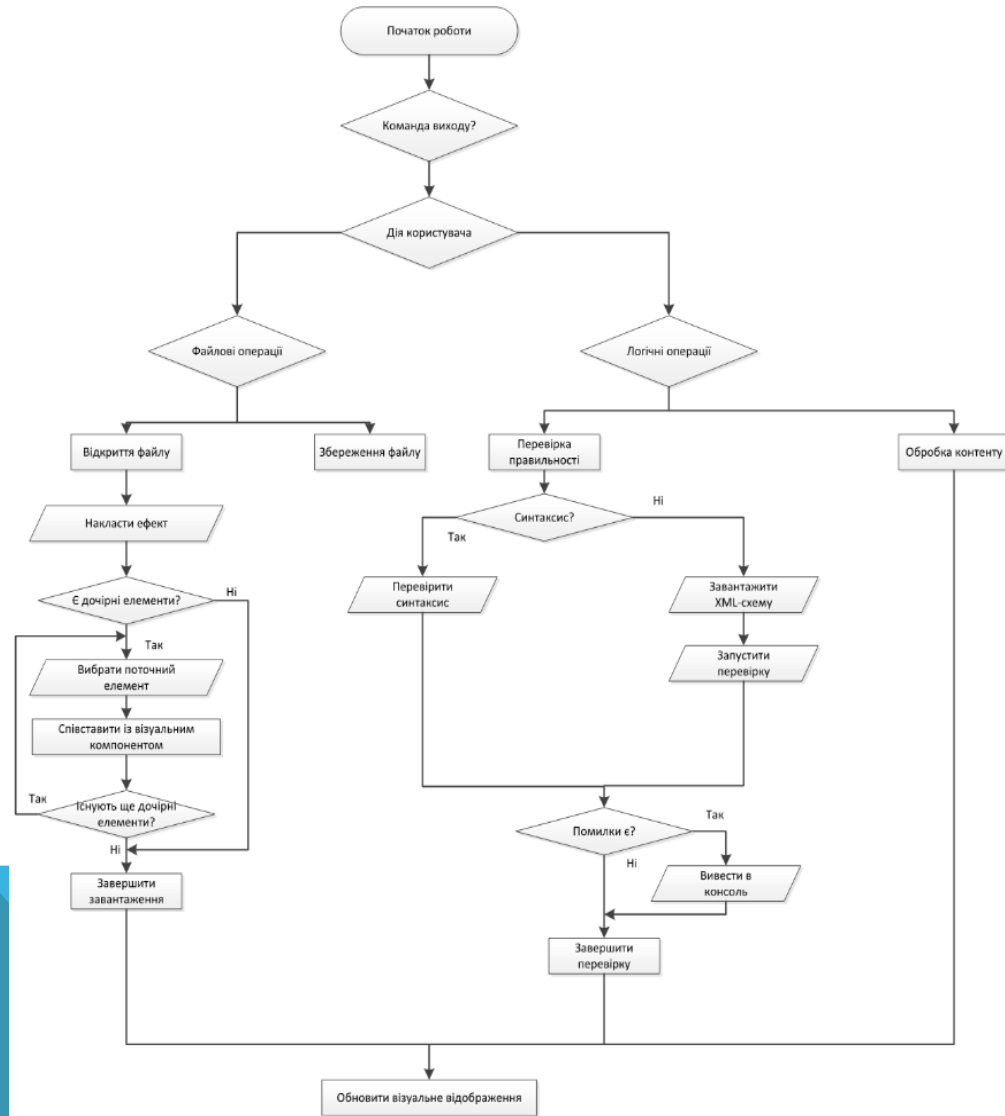 Початок роботи
Команда виходу?
Дія користувача
Файлові операції
Логічні операції
Відкриття файлу
Збереження файлу
Перевірка
правильності
Обробка контенту
Накласти ефект
Синтаксис?
Ні
Так
Є дочірні елементи?
Ні
Перевірити
синтаксис
Завантажити
XML-схему
Так
Вибрати поточний
елемент
Запустити
перевірку
Співставити із візуальним
компонентом
Так
Існують ще дочірні
елементи?
Помилки є?
Так
Ні
Ні
Завершити
завантаження
Вивести в
консоль
Завершити
перевірку
Обновити візуальне відображення